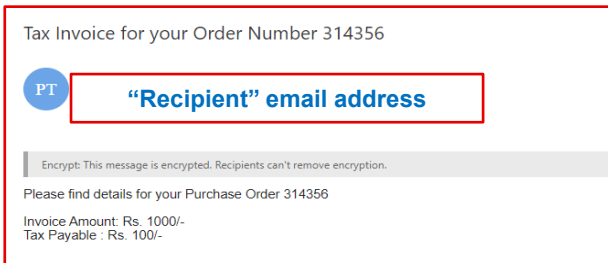 Tax Invoice for your Order Number 314356
PT
“Recipient” email address
Encrypt: This message is encrypted. Recipients can't remove encryption.
Please find details for your Purchase Order 314356
Invoice Amount: Rs. 1000/-
Tax Payable : Rs. 100/-